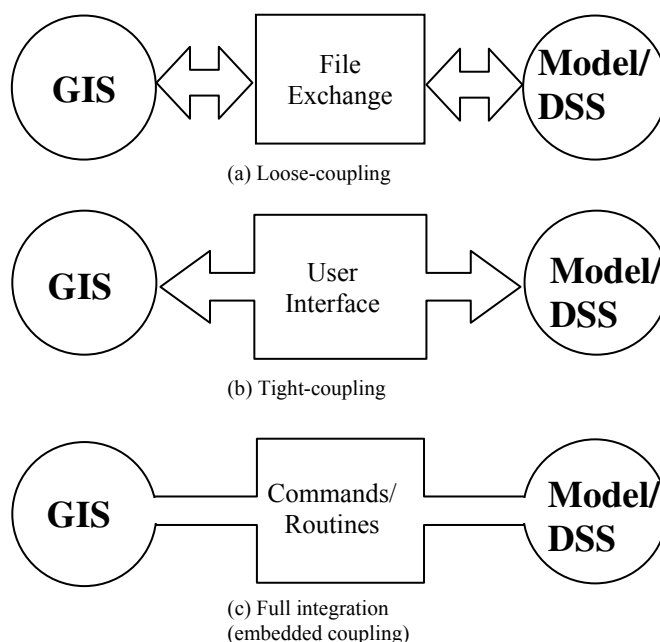 GIS
File
Exchange
Model/
DSS
(a) Loose-coupling
GIS
User
Interface
Model/
DSS
(b) Tight-coupling
GIS
Commands/
Routines
Model/
DSS
(c) Full integration
(embedded coupling)